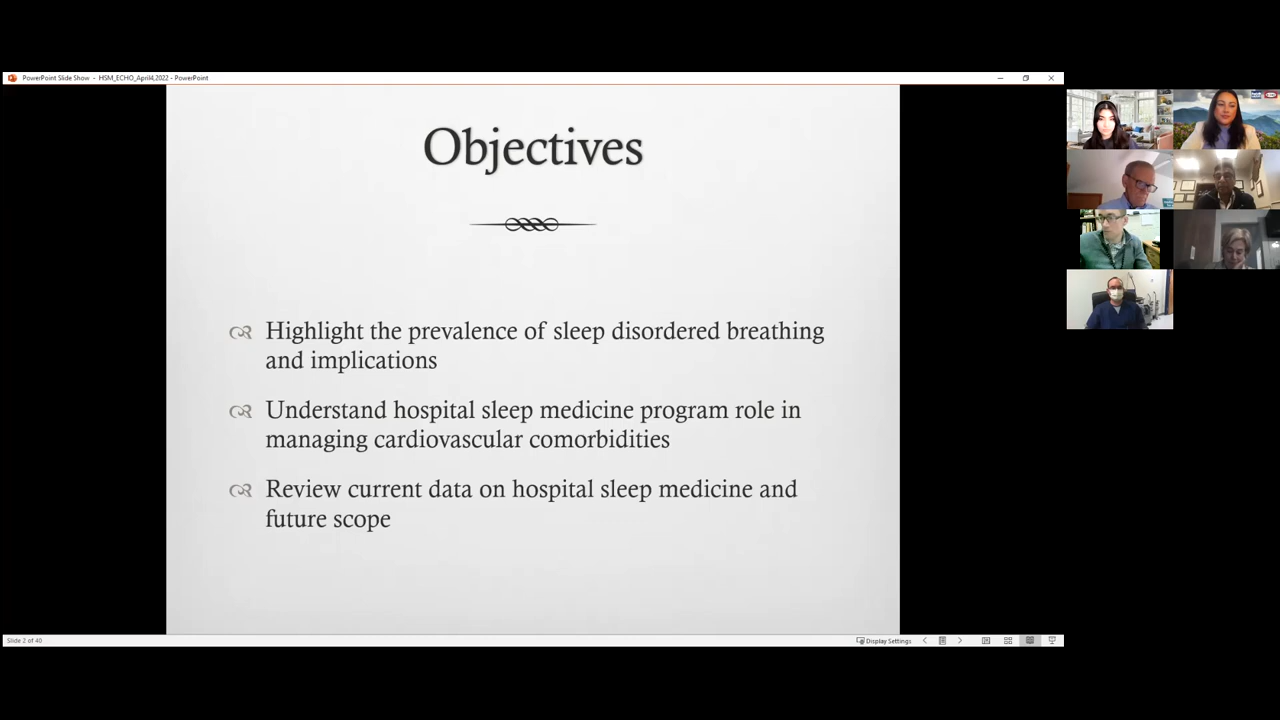 PowerPoint Slide Show - HSM_ECHO_April4,2022 - PowerPoint
Objectives
Highlight the prevalence of sleep disordered breathing
and implications
Understand hospital sleep medicine program role in
managing cardiovascular comorbidities
Review current data on hospital sleep medicine and
future scope
Slide 2 of 40
Display Settings